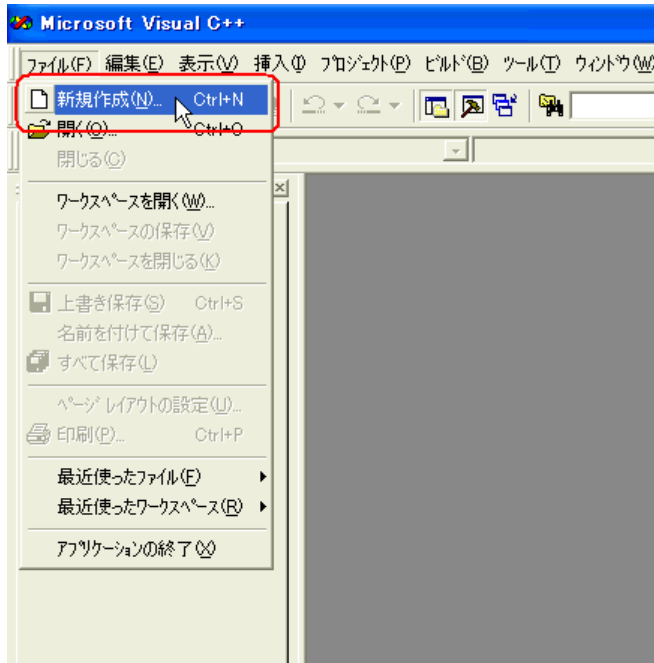 Microsoft Visual C++
ファイル(F) 編集(E) 表示(V) 挿入(I) プロジェクト(P) ビルド(B) ツール(T) ウィンドウ(W
新規作成(N)... Ctrl+N
開く(O)... Ctrl+O
閉じる(C)
ワークスペースを開く(W)...
ワークスペースの保存(V)
ワークスペースを閉じる(K)
上書き保存(S) Ctrl+S
名前を付けて保存(A)...
すべて保存(L)
ページ レイアウトの設定(U)...
印刷(P)... Ctrl+P
最近使ったファイル(F)
最近使ったワークスペース(R)
アプリケーションの終了(X)